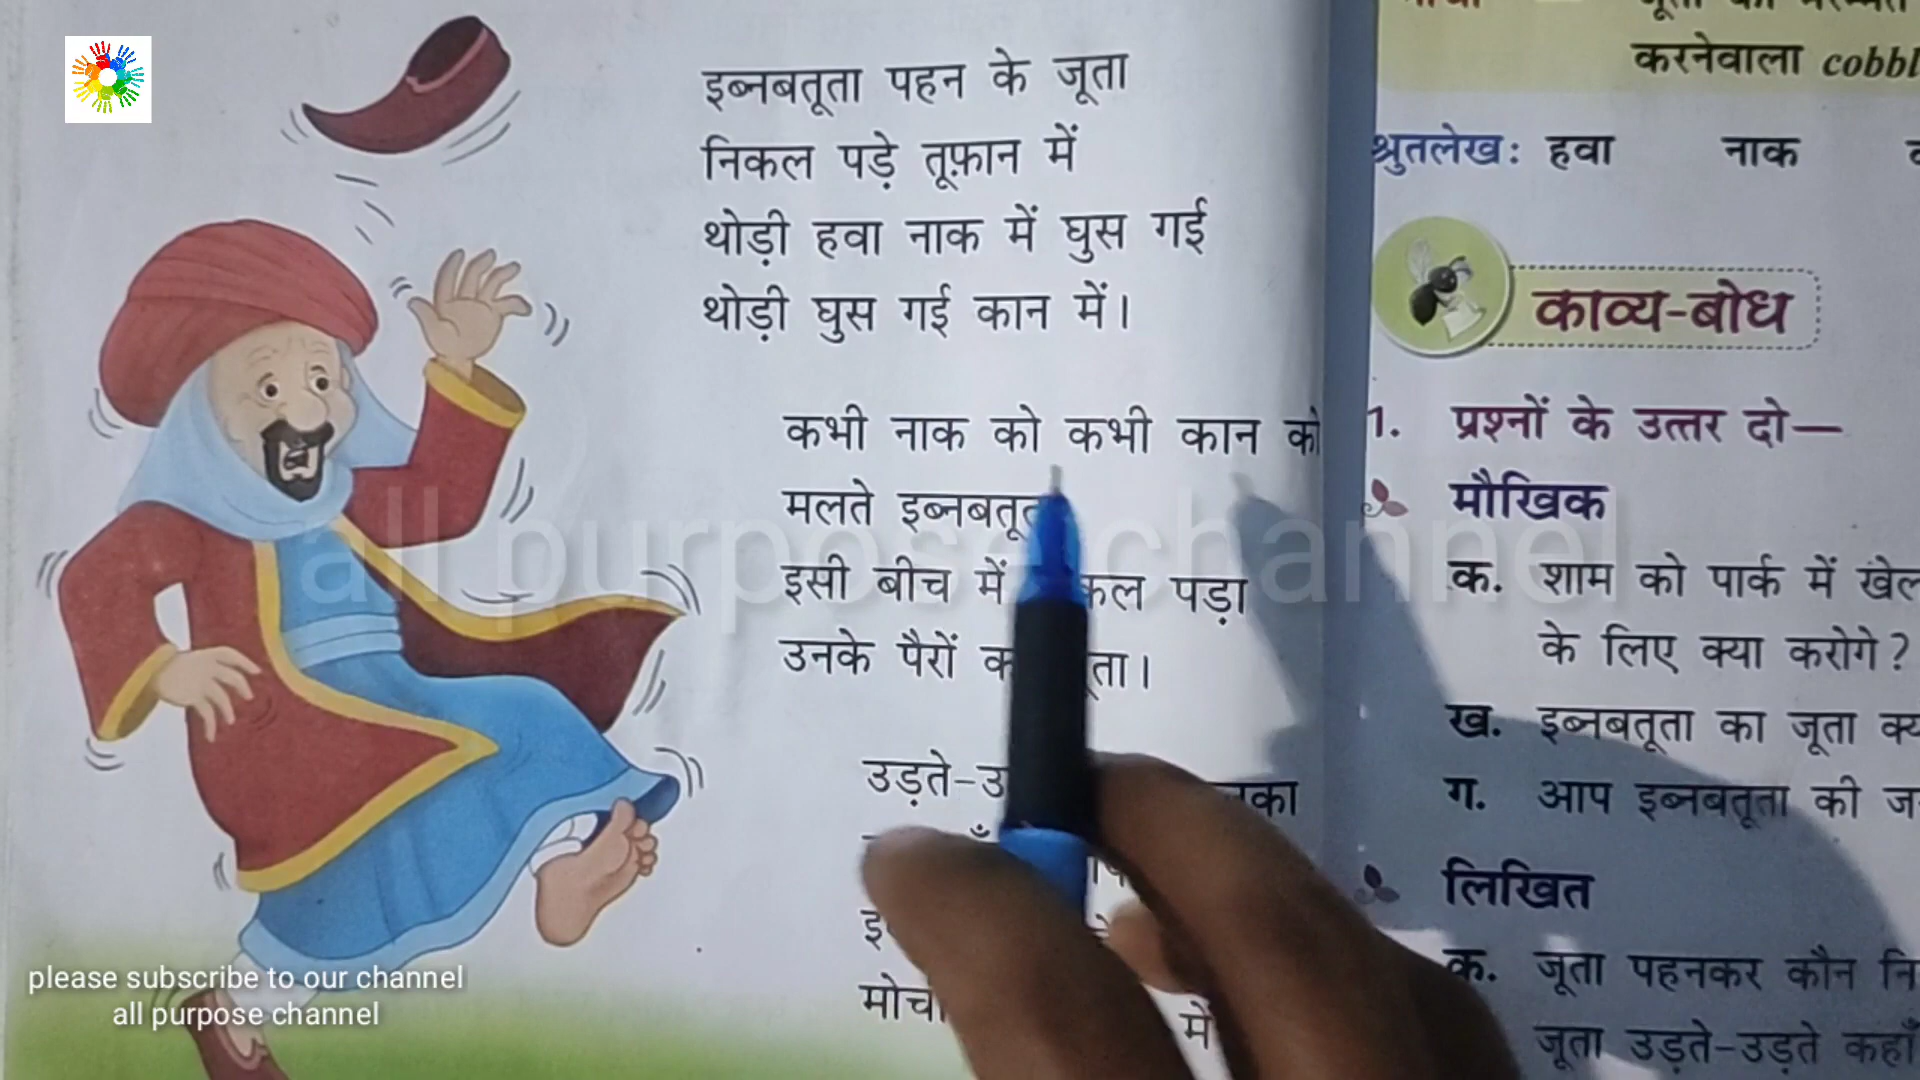 इब्नबतूता पहन के जूता
निकल पड़े तूफ़ान में
थोड़ी हवा नाक में घुस गई
थोड़ी घुस गई कान में।
कभी नाक को कभी कान को
मलते इब्नबतूता
इसी बीच में पड़ा
उनके पैरों
उड़ते-
में
करनेवाला cobbl
श्रुतलेख: हवा नाक
काव्य-बोध
1. प्रश्नों के उत्तर दो—
मौखिक
क. शाम को पार्क में खेल
के लिए क्या करोगे?
ख. इब्नबतूता का जूता
ग. आप इब्नबतूता की
लिखित
क. जूता पहनकर कौन
जूता उड़ते-उड़ते कहाँ
all purpose channel
please subscribe to our channel
all purpose channel